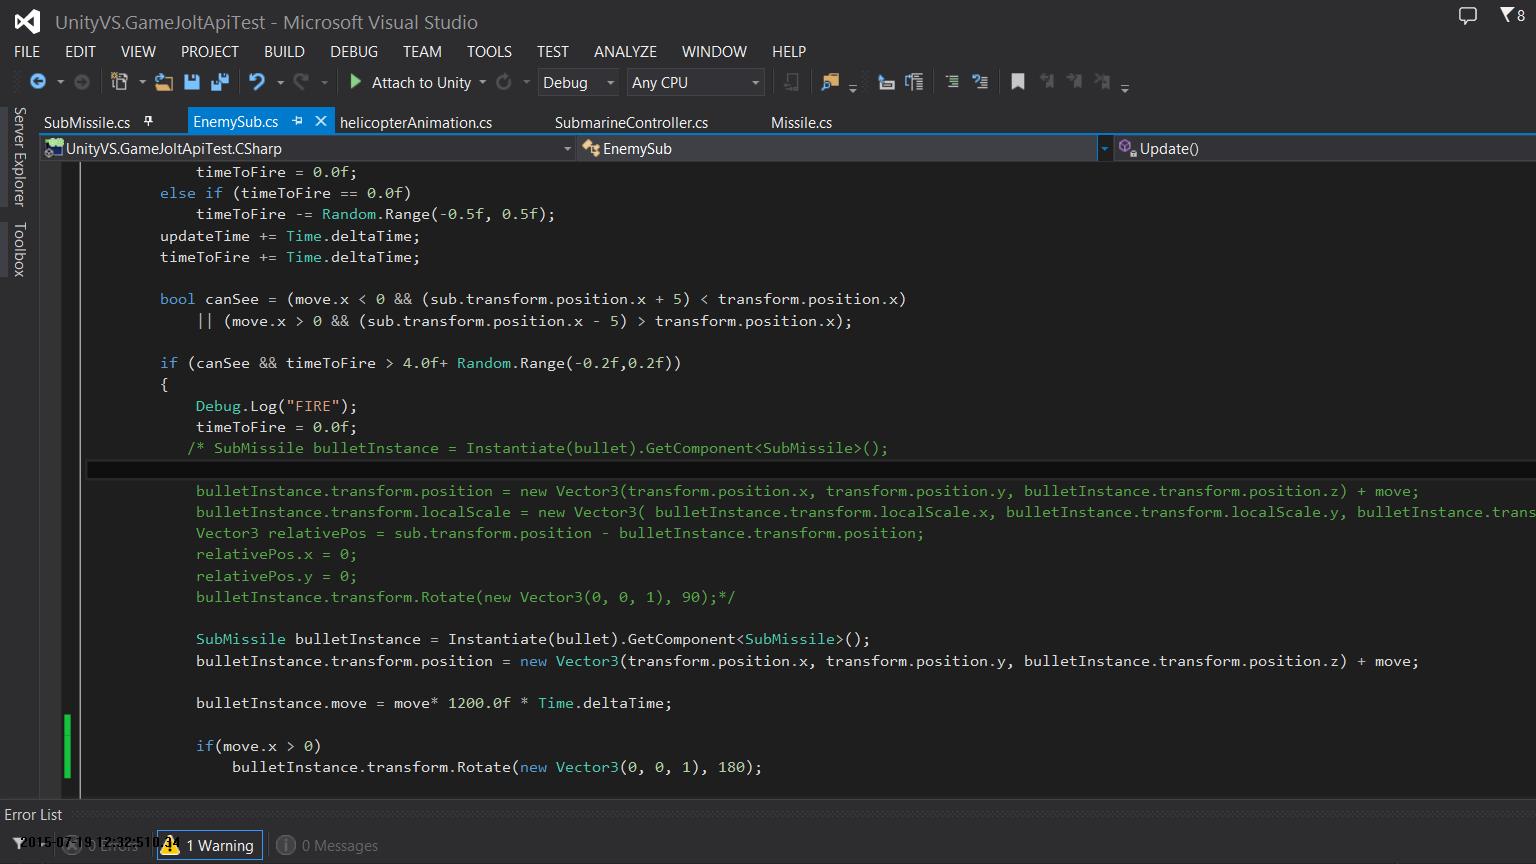 UnityVS.GameJoltApiTest - Microsoft Visual Studio
8
FILE EDIT VIEW PROJECT BUILD DEBUG TEAM TOOLS TEST ANALYZE WINDOW HELP
Attach to Unity Debug Any CPU
Server Explorer
Toolbox
SubMissile.cs EnemySub.cs helicopterAnimation.cs SubmarineController.cs Missile.cs
UnityVS.GameJoltApiTest.CSharp EnemySub Update()
timeToFire = 0.0f;
else if (timeToFire == 0.0f)
timeToFire -= Random.Range(-0.5f, 0.5f);
updateTime += Time.deltaTime;
timeToFire += Time.deltaTime;
bool canSee = (move.x < 0 && (sub.transform.position.x + 5) < transform.position.x)
|| (move.x > 0 && (sub.transform.position.x - 5) > transform.position.x);
if (canSee && timeToFire > 4.0f+ Random.Range(-0.2f,0.2f))
{
Debug.Log("FIRE");
timeToFire = 0.0f;
/* SubMissile bulletInstance = Instantiate(bullet).GetComponent<SubMissile>();
bulletInstance.transform.position = new Vector3(transform.position.x, transform.position.y, bulletInstance.transform.position.z) + move;
bulletInstance.transform.localScale = new Vector3( bulletInstance.transform.localScale.x, bulletInstance.transform.localScale.y, bulletInstance.trans
Vector3 relativePos = sub.transform.position - bulletInstance.transform.position;
relativePos.x = 0;
relativePos.y = 0;
bulletInstance.transform.Rotate(new Vector3(0, 0, 1), 90);*/
SubMissile bulletInstance = Instantiate(bullet).GetComponent<SubMissile>();
bulletInstance.transform.position = new Vector3(transform.position.x, transform.position.y, bulletInstance.transform.position.z) + move;
bulletInstance.move = move* 1200.0f * Time.deltaTime;
if(move.x > 0)
bulletInstance.transform.Rotate(new Vector3(0, 0, 1), 180);
Error List
0 Errors 1 Warning 0 Messages